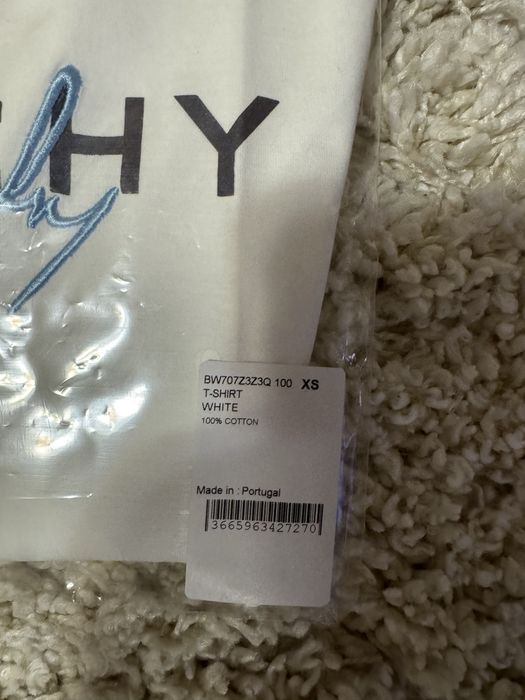 HY
BW707Z3Z3Q 100 XS
T-SHIRT
WHITE
100% COTTON
Made in : Portugal
3665963427270